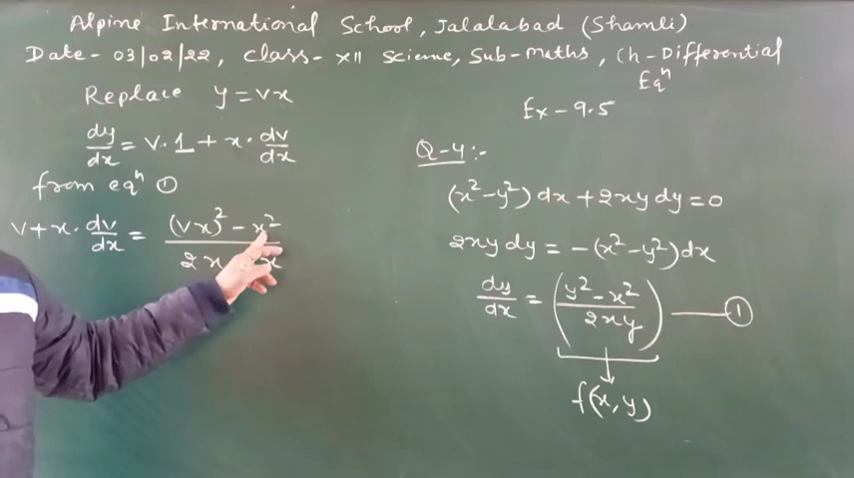 Alpine International School, Jalalabad (Shamli)
Date - 03/02/22, Class - XII Science, Sub - Maths, Ch - Differential
Eqⁿ
Replace y = vx
dy/dx = v·1 + x·dv/dx
from eqⁿ ①
v + x·dv/dx = (vx)² - x² / 2x x
Ex - 9.5
Q-4:-
(x² - y²) dx + 2xy dy = 0
2xy dy = -(x² - y²) dx
dy/dx = (y² - x² / 2xy) — ①
f(x, y)